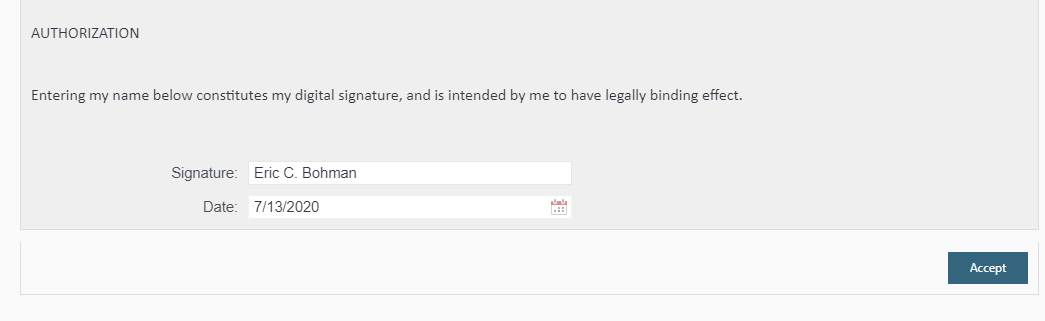 AUTHORIZATION
Entering my name below constitutes my digital signature, and is intended by me to have legally binding effect.
Signature: Eric C. Bohman
Date: 7/13/2020
Accept